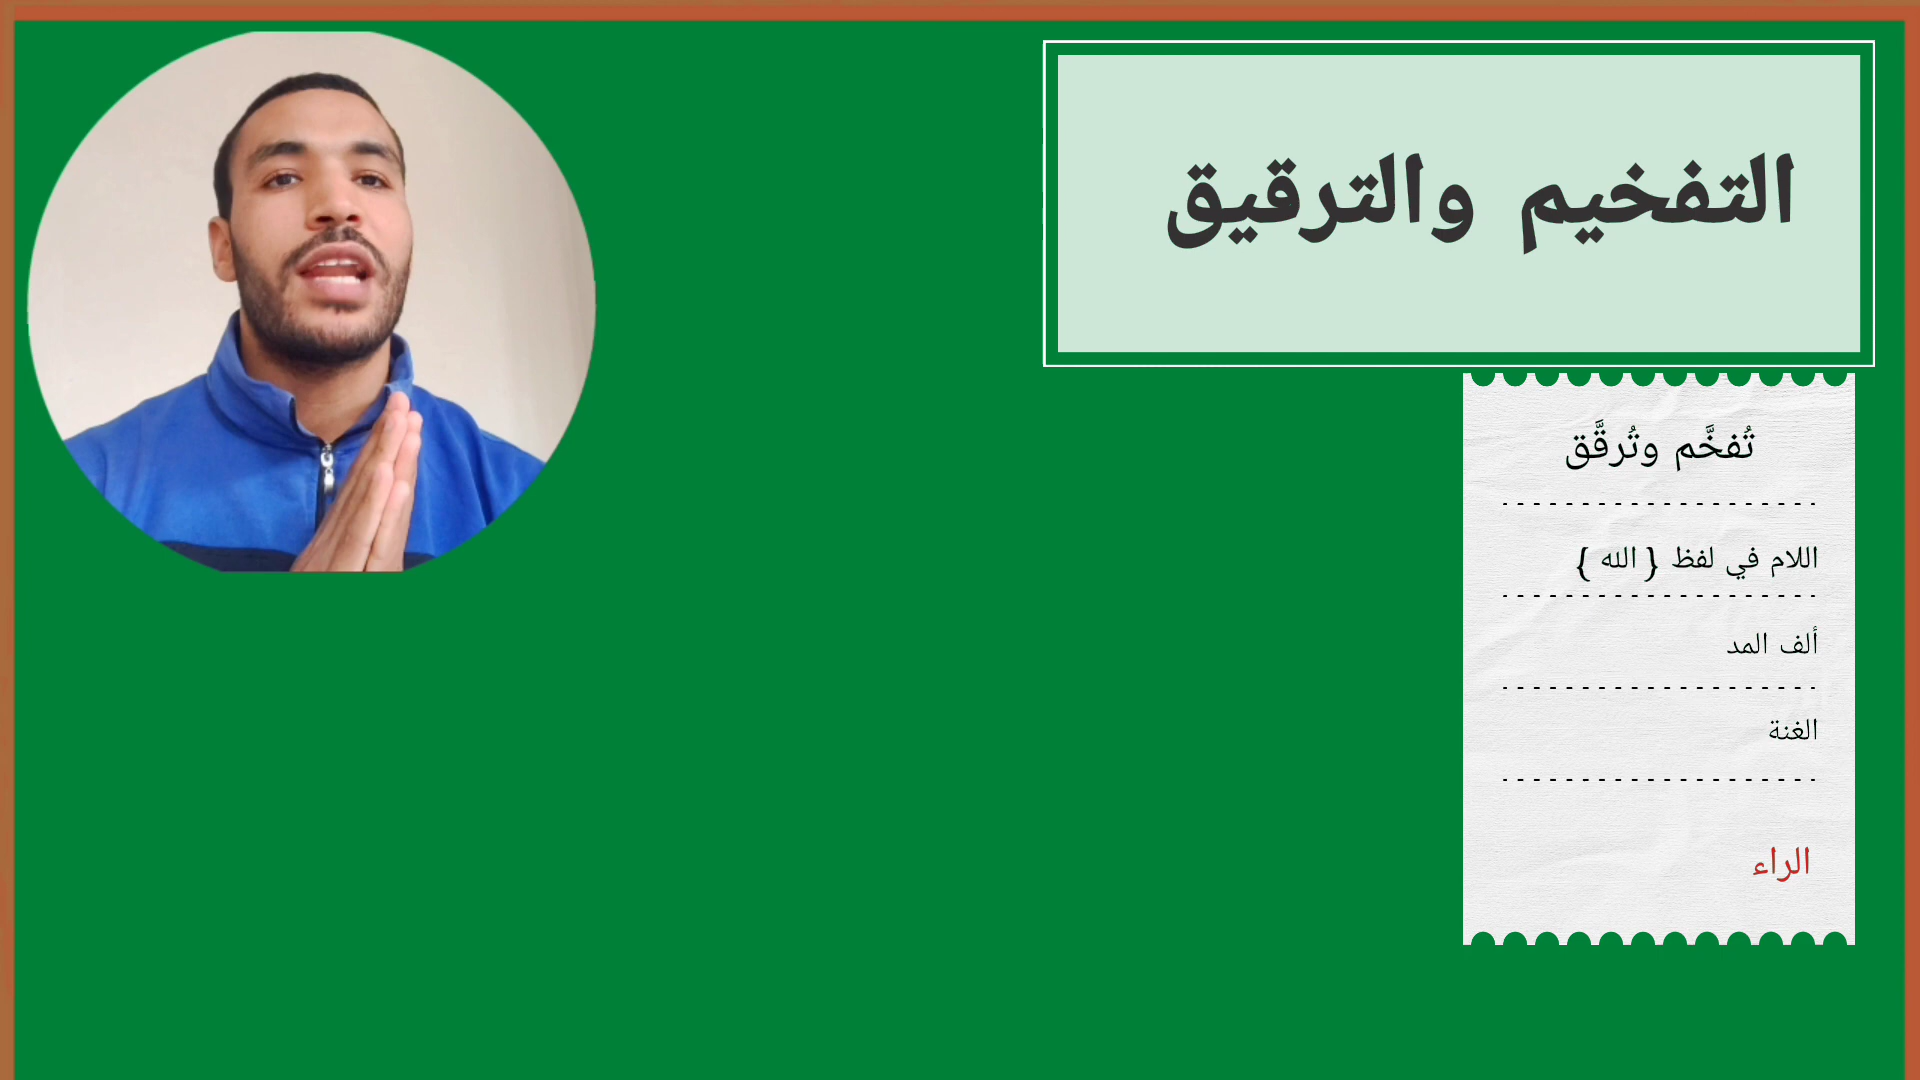 التفخيم والترقيق
تُفخَّم وتُرقَّق
اللام في لفظ { الله }
ألف المد
الغنة
الراء